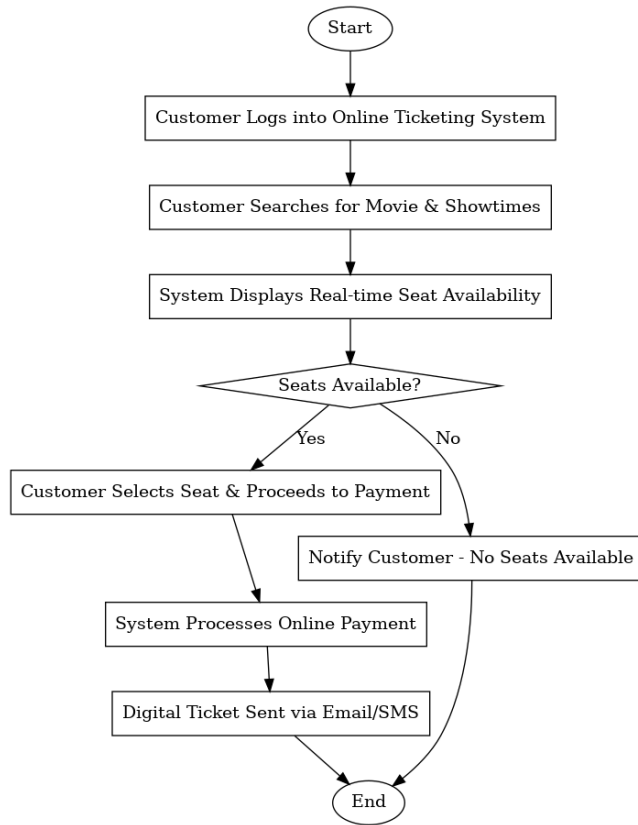 Start
Customer Logs into Online Ticketing System
Customer Searches for Movie & Showtimes
System Displays Real-time Seat Availability
Seats Available?
Yes
No
Customer Selects Seat & Proceeds to Payment
Notify Customer - No Seats Available
System Processes Online Payment
Digital Ticket Sent via Email/SMS
End